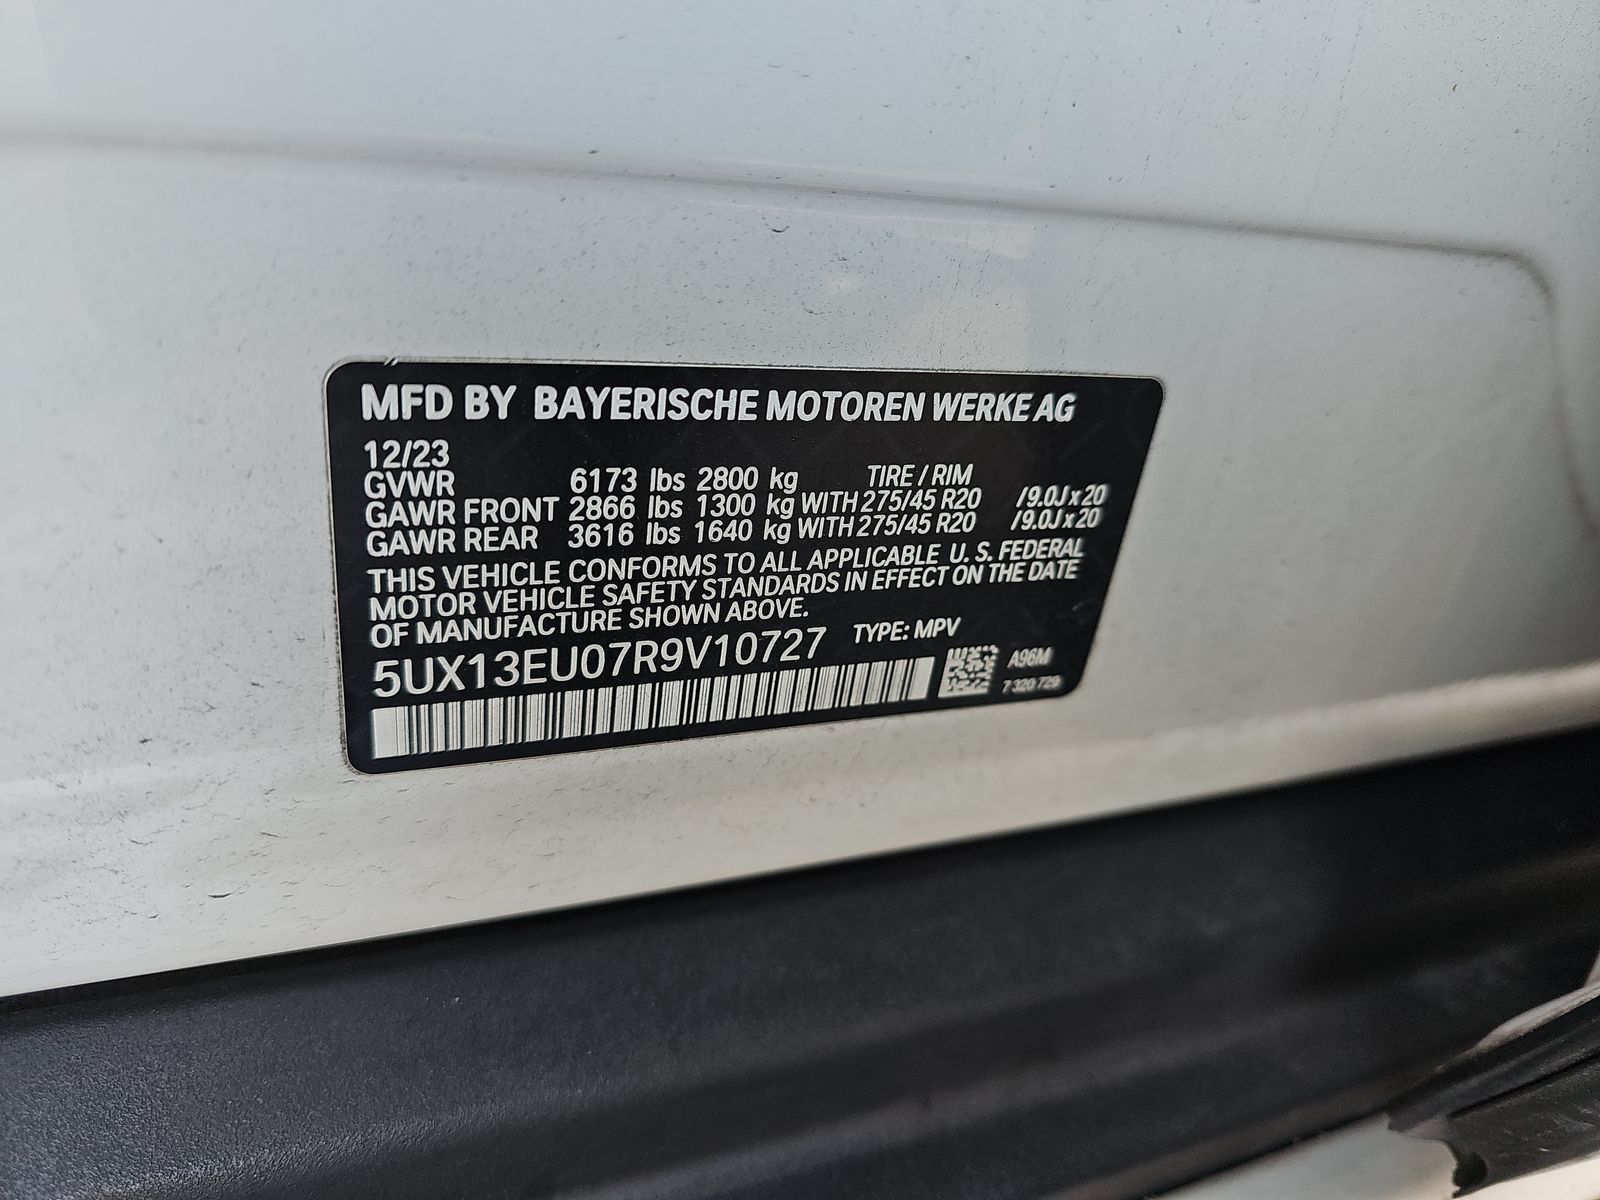 MFD BY BAYERISCHE MOTOREN WERKE AG
12/23
GVWR 6173 lbs 2800 kg TIRE / RIM
GAWR FRONT 2866 lbs 1300 kg WITH 275/45 R20 /9.0J x 20
GAWR REAR 3616 lbs 1640 kg WITH 275/45 R20 /9.0J x 20
THIS VEHICLE CONFORMS TO ALL APPLICABLE U. S. FEDERAL
MOTOR VEHICLE SAFETY STANDARDS IN EFFECT ON THE DATE
OF MANUFACTURE SHOWN ABOVE.
5UX13EU07R9V10727 TYPE: MPV
A96M
7 320 729